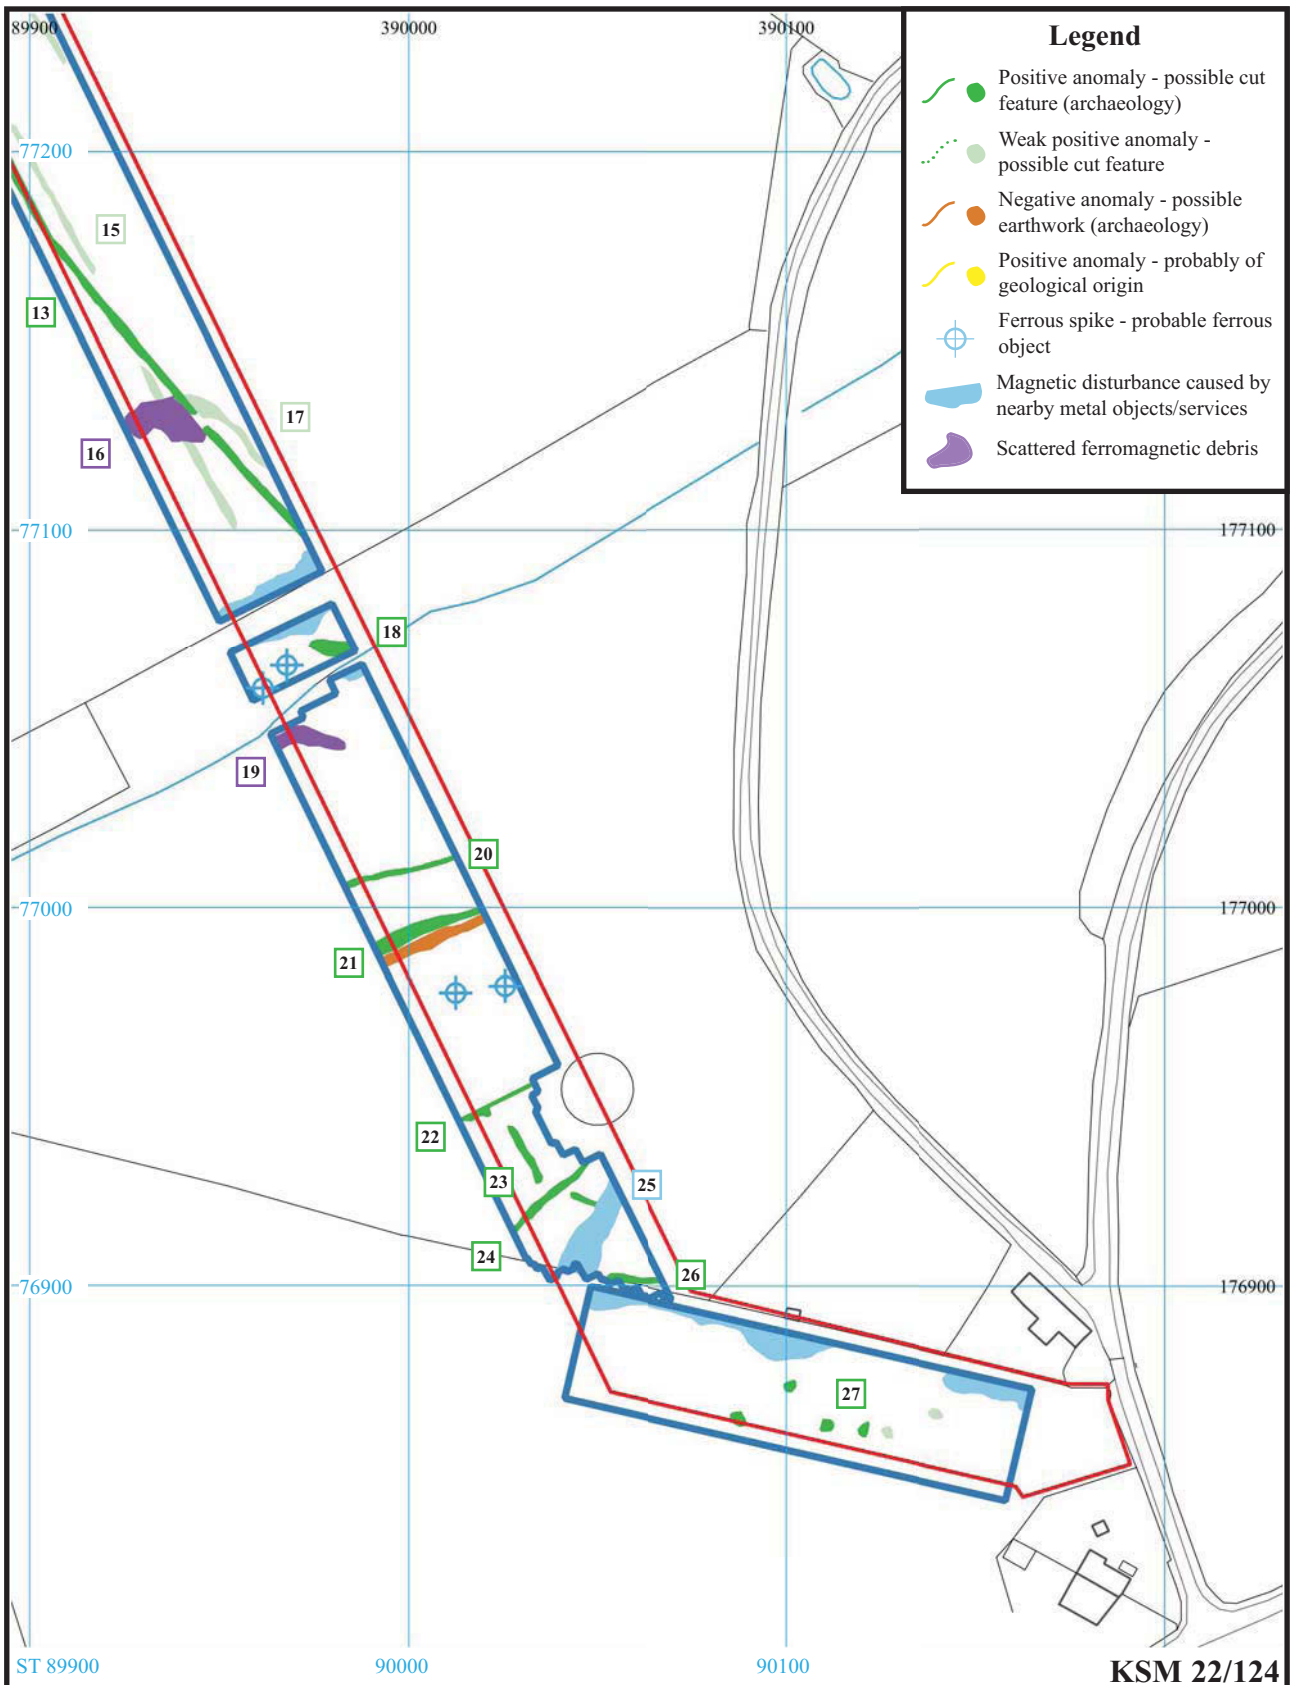 89900
390000
390100
Legend
Positive anomaly - possible cut
feature (archaeology)
Weak positive anomaly -
possible cut feature
Negative anomaly - possible
earthwork (archaeology)
Positive anomaly - probably of
geological origin
Ferrous spike - probable ferrous
object
Magnetic disturbance caused by
nearby metal objects/services
Scattered ferromagnetic debris
77200
15
13
17
16
77100
177100
18
19
20
77000
177000
21
22
23
25
24
26
76900
176900
27
ST 89900
90000
90100
KSM 22/124